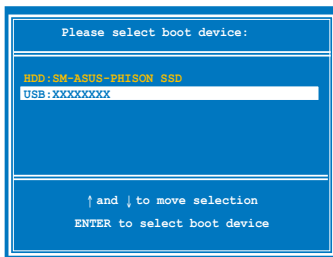 Please select boot device:
HDD:SM-ASUS-PHISON SSD
USB:XXXXXXXX
↑ and ↓ to move selection
ENTER to select boot device